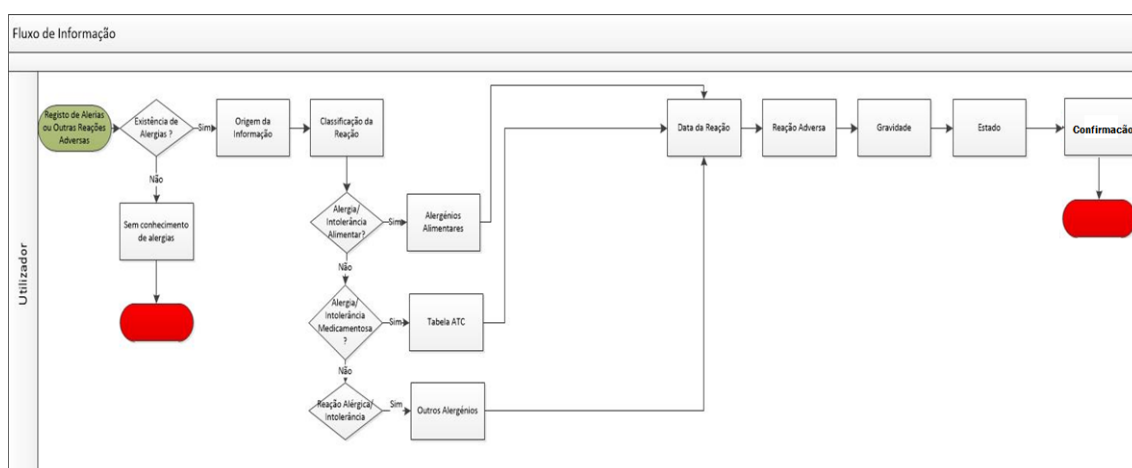 Fluxo de Informação
Utilizador
Registo de Alerias
ou Outras Reações
Adversas
Existência de
Alergias ?
Sim
Origem da
Informação
Classificação da
Reação
Não
Sem conhecimento
de alergias
Alergia/
Intolerância
Alimentar?
Sim
Alergénios
Alimentares
Não
Alergia/
Intolerância
Medicamentosa
?
Sim
Tabela ATC
Não
Reação Alérgica/
Intolerância
Sim
Outros Alergénios
Data da Reação
Reação Adversa
Gravidade
Estado
Confirmacão